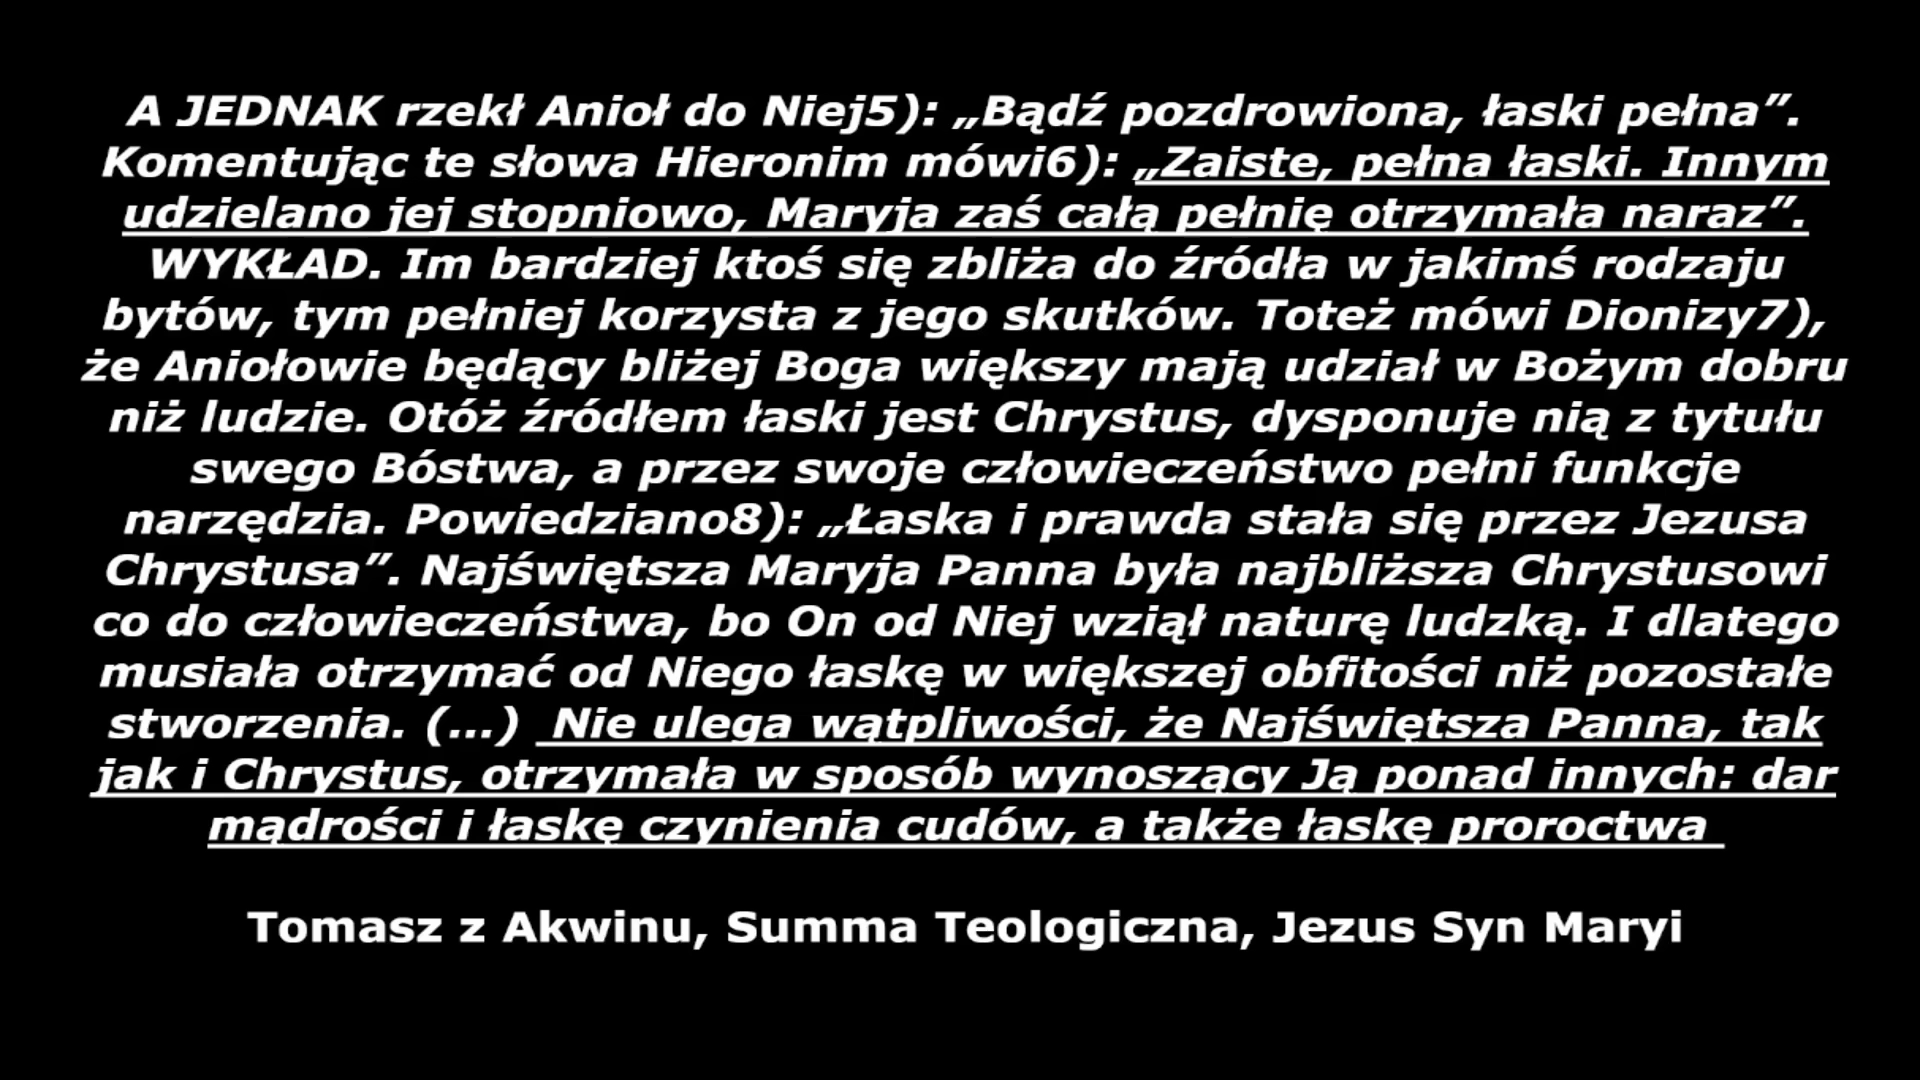 A JEDNAK rzekł Anioł do Niej5): „Bądź pozdrowiona, łaski pełna”.
Komentując te słowa Hieronim mówi6): „Zaiste, pełna łaski. Innym
udzielano jej stopniowo, Maryja zaś całą pełnię otrzymała naraz”.
WYKŁAD. Im bardziej ktoś się zbliża do źródła w jakimś rodzaju
bytów, tym pełniej korzysta z jego skutków. Toteż mówi Dionizy7),
że Aniołowie będący bliżej Boga większy mają udział w Bożym dobru
niż ludzie. Otóż źródłem łaski jest Chrystus, dysponuje nią z tytułu
swego Bóstwa, a przez swoje człowieczeństwo pełni funkcje
narzędzia. Powiedziano8): „Łaska i prawda stała się przez Jezusa
Chrystusa”. Najświętsza Maryja Panna była najbliższa Chrystusowi
co do człowieczeństwa, bo On od Niej wziął naturę ludzką. I dlatego
musiała otrzymać od Niego łaskę w większej obfitości niż pozostałe
stworzenia. (...) Nie ulega wątpliwości, że Najświętsza Panna, tak
jak i Chrystus, otrzymała w sposób wynoszący Ją ponad innych: dar
mądrości i łaskę czynienia cudów, a także łaskę proroctwa
Tomasz z Akwinu, Summa Teologiczna, Jezus Syn Maryi